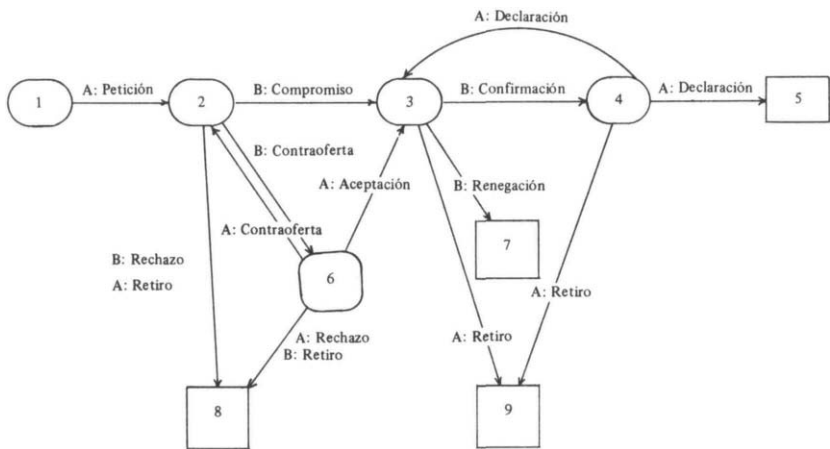 A: Declaración
1
A: Petición
2
B: Compromiso
3
B: Confirmación
4
A: Declaración
5
B: Contraoferta
A: Aceptación
B: Renegación
A: Contraoferta
7
6
B: Rechazo
A: Retiro
A: Retiro
A: Rechazo
B: Retiro
A: Retiro
8
9